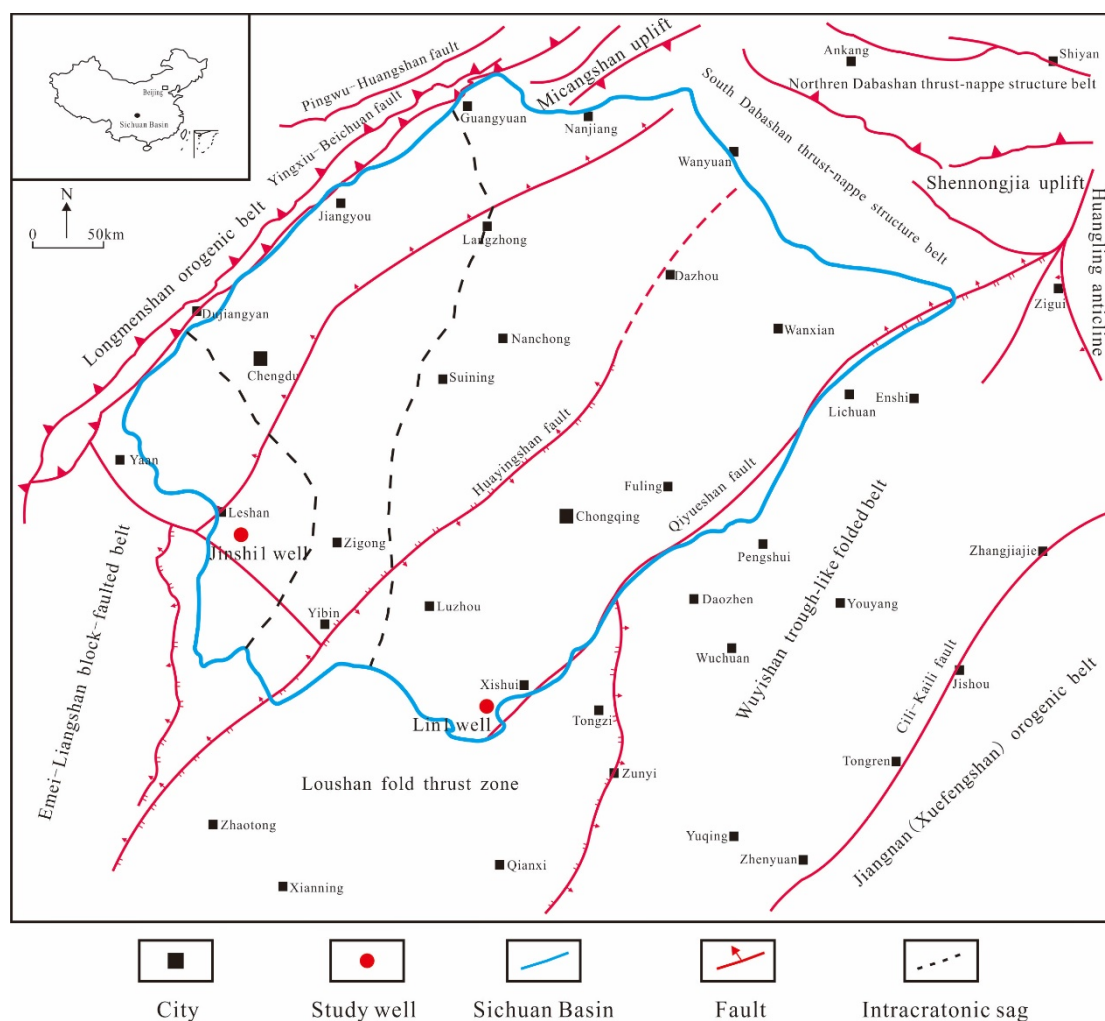 Beijing
Sichuan Basin
N
0 50km
Pingwu-Huangshan fault
Yingxiu-Beichuan fault
Longmenshan orogenic belt
Micangshan uplift
South Dabashan thrust-nappe structure belt
Northren Dabashan thrust-nappe structure belt
Shennongjia uplift
Huangling anticline
Ankang
Shiyan
Guangyuan
Nanjiang
Wanyuan
Jiangyou
Langzhong
Dazhou
Zigui
Dujiangyan
Chengdu
Nanchong
Wanxian
Suining
Lichuan
Enshi
Huayingshan fault
Qiyueshan fault
Yaan
Leshan
Jinshi1 well
Zigong
Fuling
Chongqing
Pengshui
Zhangjiajie
Emei-Liangshan block-faulted belt
Yibin
Luzhou
Daozhen
Youyang
Wuchuan
Wuyishan trough-like folded belt
Cili-Kaili fault
Jishou
Xishui
Lin1 well
Tongzi
Loushan fold thrust zone
Zunyi
Tongren
Jiangnan(Xuefengshan) orogenic belt
Zhaotong
Yuqing
Zhenyuan
Qianxi
Xianning
City
Study well
Sichuan Basin
Fault
Intracratonic sag